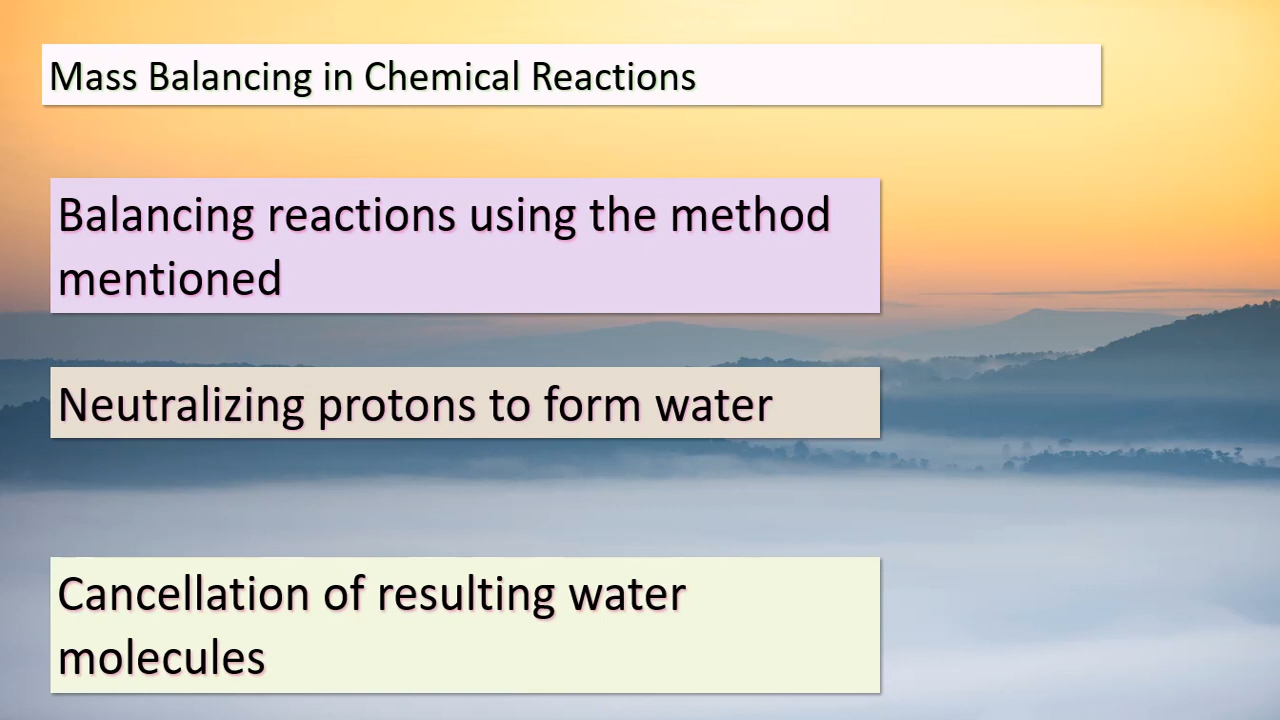 Mass Balancing in Chemical Reactions
Balancing reactions using the method
mentioned
Neutralizing protons to form water
Cancellation of resulting water
molecules